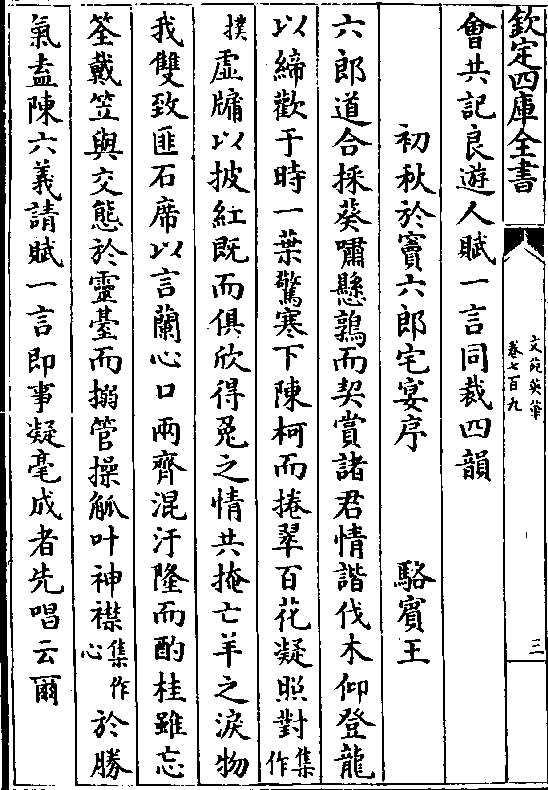 欽定四庫全書
文苑英華
卷七百九
三
會共記良遊人賦一言同裁四韻
初秋於竇六郎宅宴序 駱賓王
六郎道合採葵嘯懸鶉而契賞諸君情諧伐木仰登龍
以締歡于時一葉驚寒下陳柯而捲翠百花凝照對集作
撲虛牖以披紅既而俱欣得兔之情共掩亡羊之淚物
我雙致匪石席以言蘭心口兩齊混汙隆而酌桂雖忘
筌戴笠與交態於靈臺而搦管操觚叶神襟集作心於勝
氣盍陳六義請賦一言即事凝毫成者先唱云爾